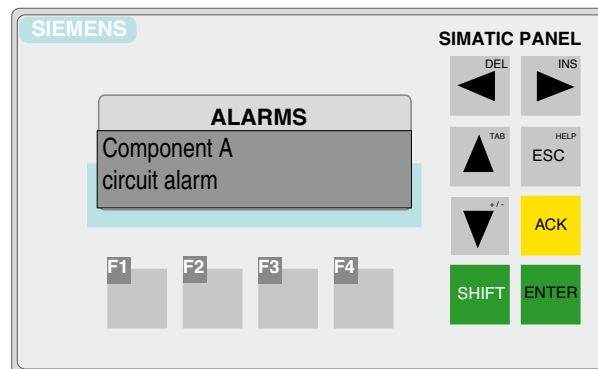 SIEMENS
SIMATIC PANEL
DEL
INS
ALARMS
Component A
circuit alarm
TAB
HELP
ESC
+/-
ACK
F1
F2
F3
F4
SHIFT
ENTER